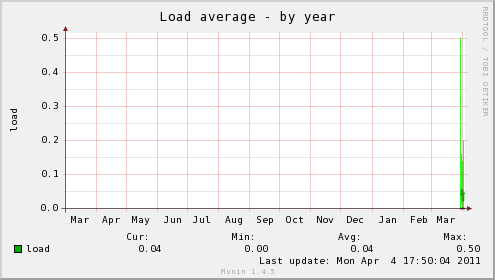 Load average - by year
RRDTOOL / TOBI OETIKER
load
0.5
0.4
0.3
0.2
0.1
0.0
Mar Apr May Jun Jul Aug Sep Oct Nov Dec Jan Feb Mar
Cur: Min: Avg: Max:
load 0.04 0.00 0.04 0.50
Last update: Mon Apr 4 17:50:04 2011
Munin 1.4.5